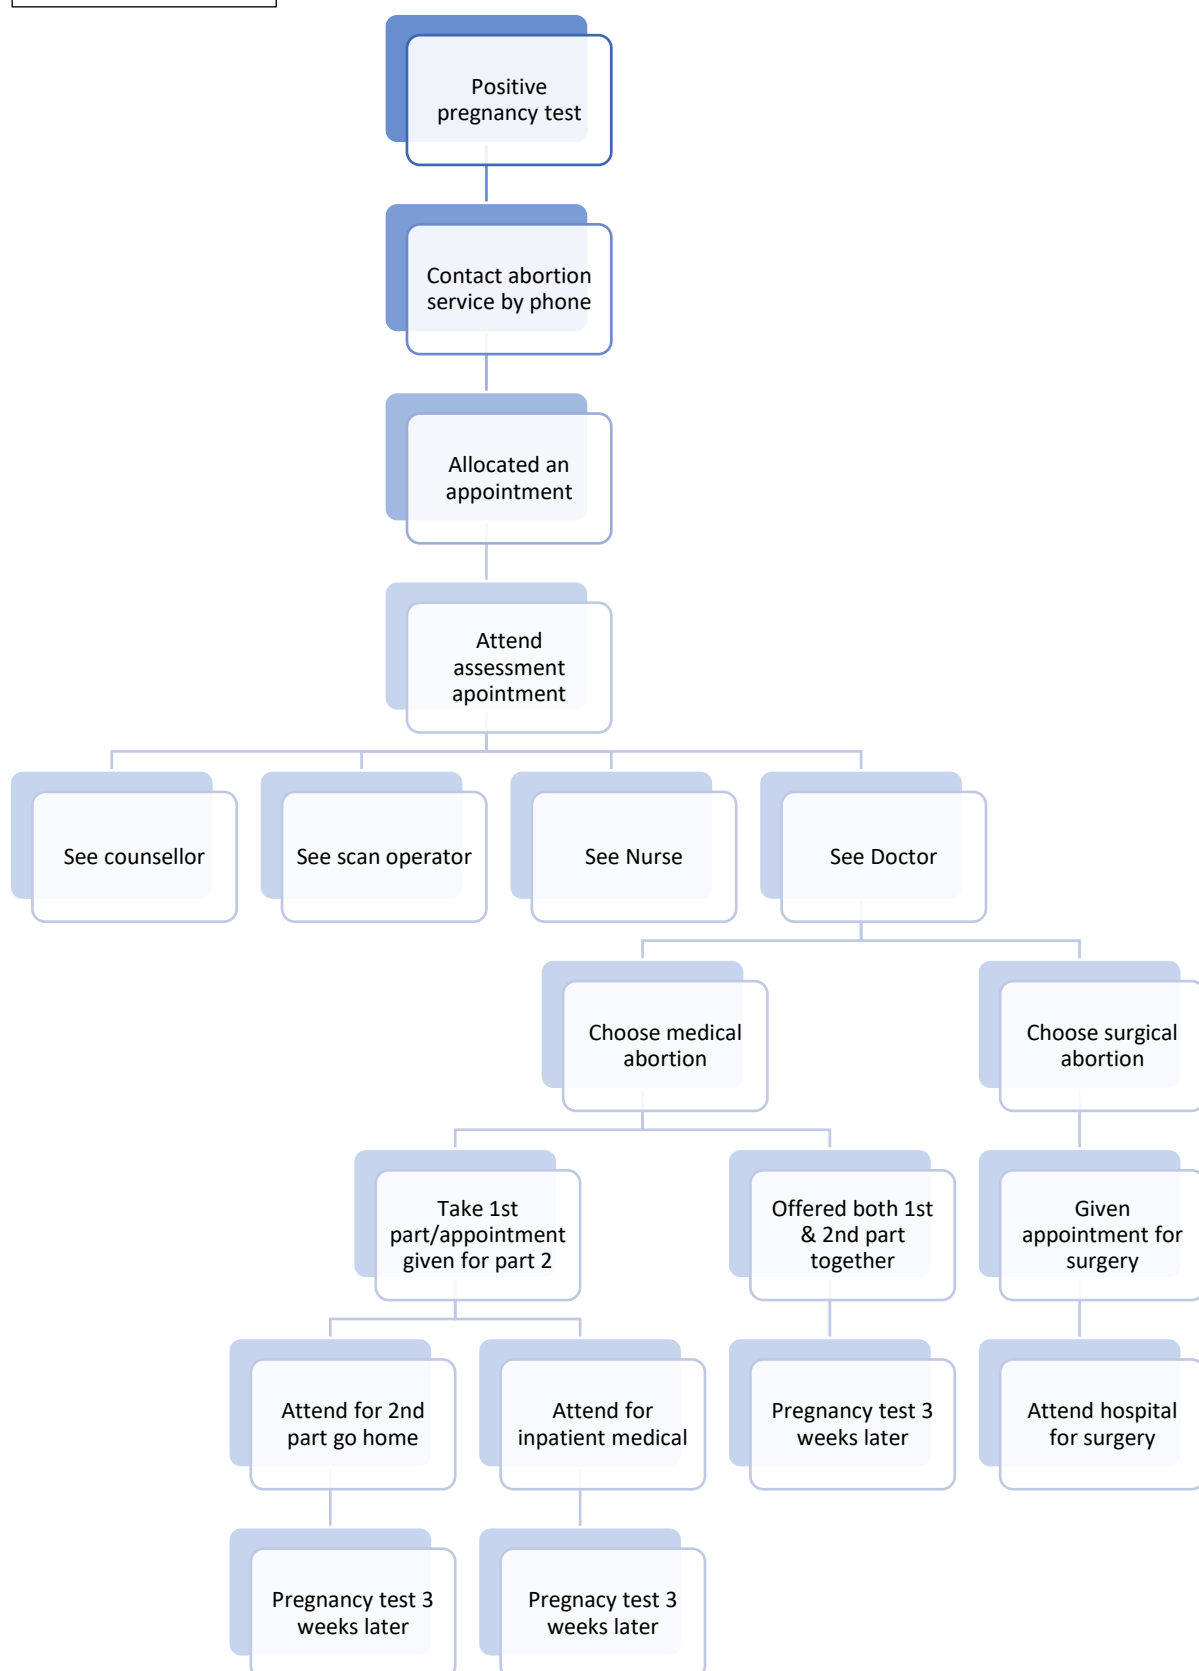 Positive
pregnancy test
Contact abortion
service by phone
Allocated an
appointment
Attend
assessment
apointment
See counsellor
See scan operator
See Nurse
See Doctor
Choose medical
abortion
Choose surgical
abortion
Take 1st
part/appointment
given for part 2
Offered both 1st
& 2nd part
together
Given
appointment for
surgery
Attend for 2nd
part go home
Attend for
inpatient medical
Pregnancy test 3
weeks later
Attend hospital
for surgery
Pregnancy test 3
weeks later
Pregnacy test 3
weeks later